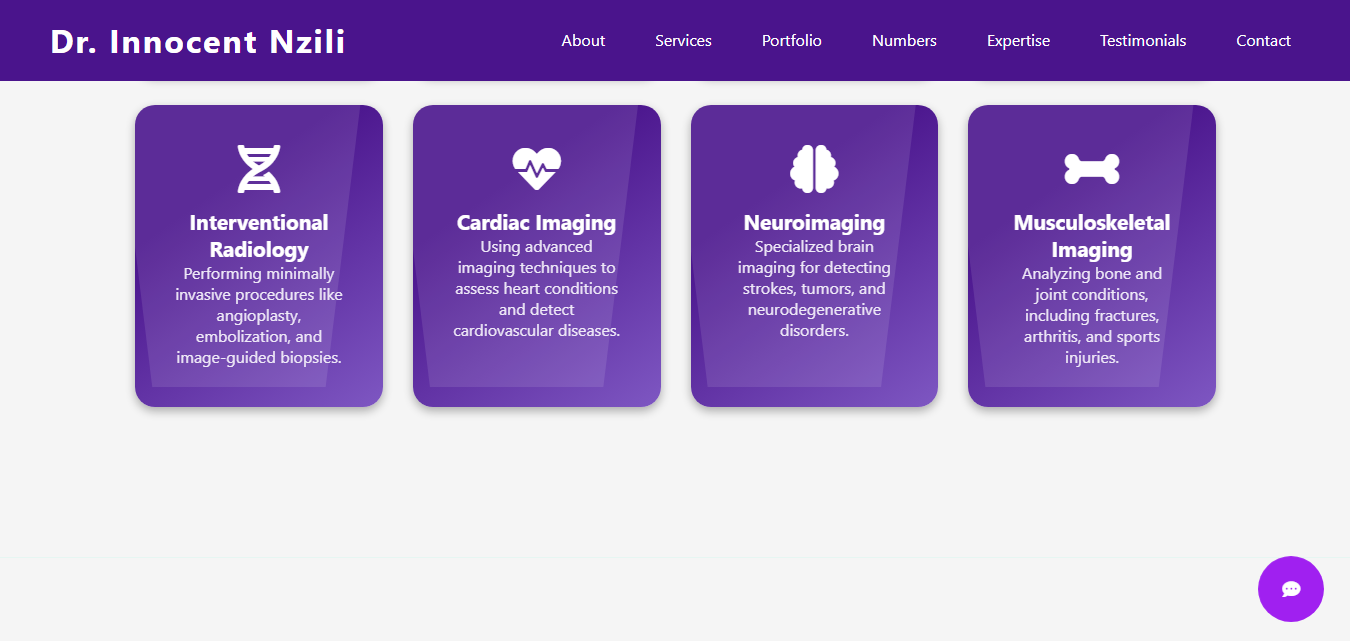 Dr. Innocent Nzili
About
Services
Portfolio
Numbers
Expertise
Testimonials
Contact
Interventional
Radiology
Performing minimally
invasive procedures like
angioplasty,
embolization, and
image-guided biopsies.
Cardiac Imaging
Using advanced
imaging techniques to
assess heart conditions
and detect
cardiovascular diseases.
Neuroimaging
Specialized brain
imaging for detecting
strokes, tumors, and
neurodegenerative
disorders.
Musculoskeletal
Imaging
Analyzing bone and
joint conditions,
including fractures,
arthritis, and sports
injuries.